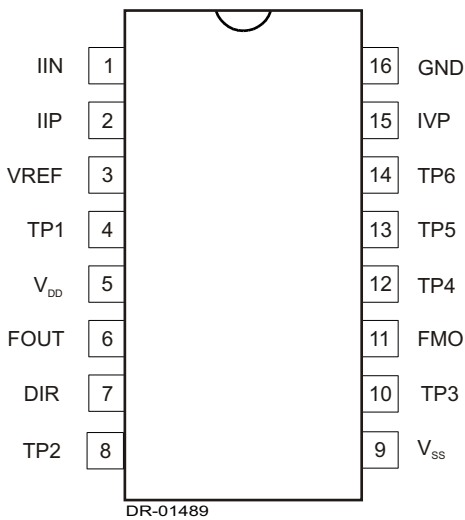 IIN 1 16 GND
IIP 2 15 IVP
VREF 3 14 TP6
TP1 4 13 TP5
VDD 5 12 TP4
FOUT 6 11 FMO
DIR 7 10 TP3
TP2 8 9 VSS
DR-01489